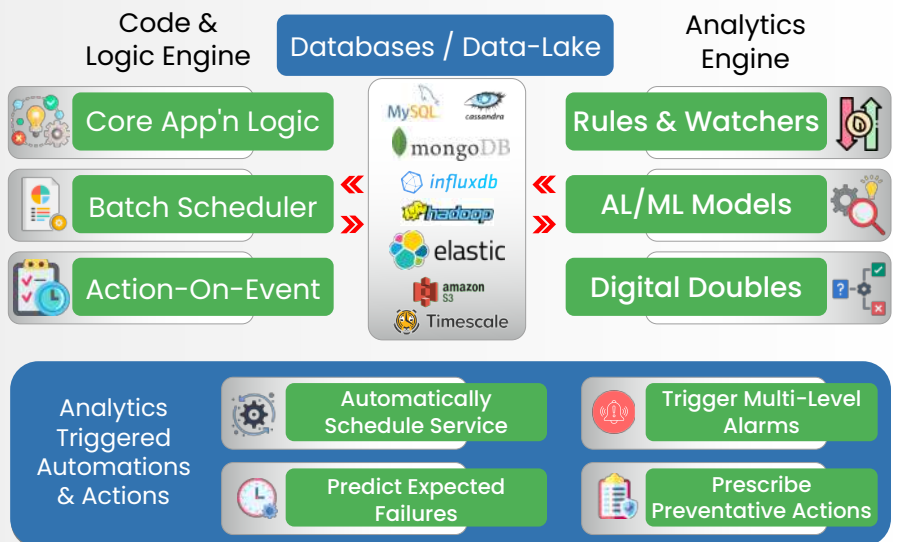 Code &
Logic Engine
Databases / Data-Lake
Analytics
Engine
Core App'n Logic
Batch Scheduler
Action-On-Event
MySQL
cassandra
mongoDB
influxdb
hadoop
elastic
amazon
S3
Timescale
Rules & Watchers
AL/ML Models
Digital Doubles
Analytics
Triggered
Automations
& Actions
Automatically
Schedule Service
Trigger Multi-Level
Alarms
Predict Expected
Failures
Prescribe
Preventative Actions